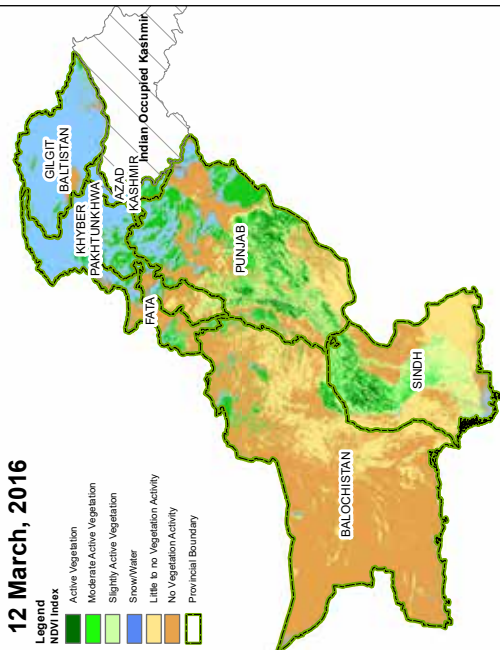 12 March, 2016
Legend
NDVI Index
Active Vegetation
Moderate Active Vegetation
Slightly Active Vegetation
Snow/Water
Little to no Vegetation Activity
No Vegetation Activity
Provincial Boundary
GILGIT
BALTISTAN
KHYBER
PAKHTUNKHWA
AZAD
KASHMIR
Indian Occupied Kashmir
FATA
PUNJAB
BALOCHISTAN
SINDH